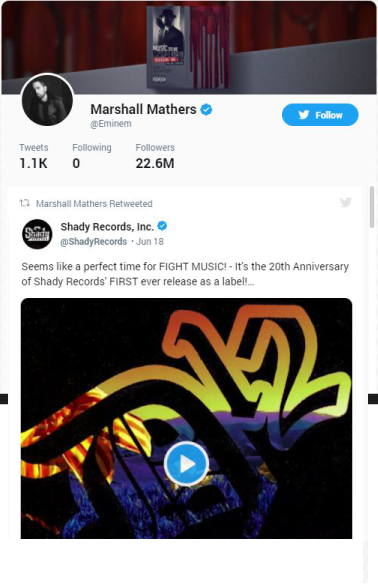 MUSIC TO BE
Marshall Mathers
@Eminem
Follow
Tweets Following Followers
1.1K 0 22.6M
Marshall Mathers Retweeted
Shady Records, Inc.
@ShadyRecords · Jun 18
Shady
Seems like a perfect time for FIGHT MUSIC! - It's the 20th Anniversary
of Shady Records' FIRST ever release as a label!...
D12